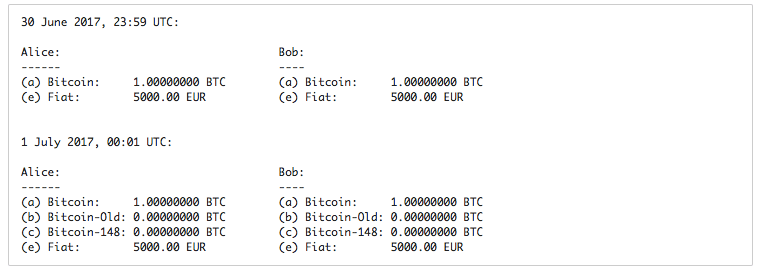 30 June 2017, 23:59 UTC:
Alice: Bob:
------ ----
(a) Bitcoin: 1.00000000 BTC (a) Bitcoin: 1.00000000 BTC
(e) Fiat: 5000.00 EUR (e) Fiat: 5000.00 EUR
1 July 2017, 00:01 UTC:
Alice: Bob:
------ ----
(a) Bitcoin: 1.00000000 BTC (a) Bitcoin: 1.00000000 BTC
(b) Bitcoin-Old: 0.00000000 BTC (b) Bitcoin-Old: 0.00000000 BTC
(c) Bitcoin-148: 0.00000000 BTC (c) Bitcoin-148: 0.00000000 BTC
(e) Fiat: 5000.00 EUR (e) Fiat: 5000.00 EUR